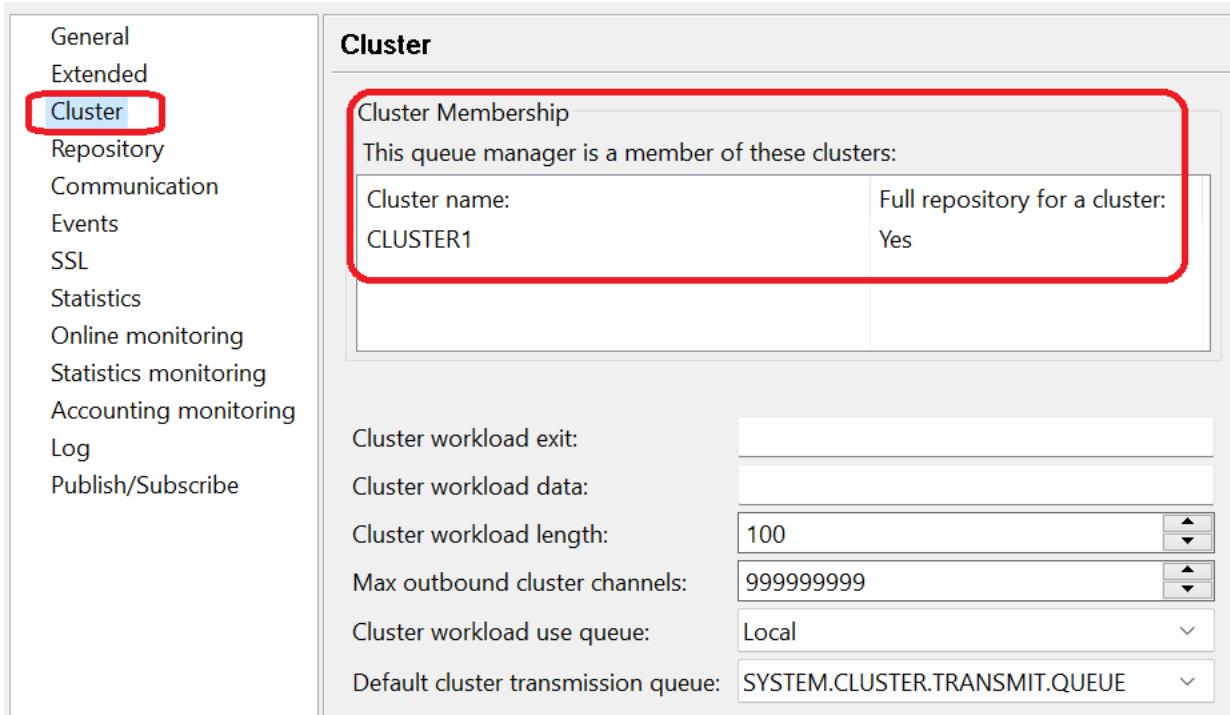 General
Extended
Cluster
Repository
Communication
Events
SSL
Statistics
Online monitoring
Statistics monitoring
Accounting monitoring
Log
Publish/Subscribe
Cluster
Cluster Membership
This queue manager is a member of these clusters:
Cluster name: Full repository for a cluster:
CLUSTER1 Yes
Cluster workload exit:
Cluster workload data:
Cluster workload length: 100
Max outbound cluster channels: 999999999
Cluster workload use queue: Local
Default cluster transmission queue: SYSTEM.CLUSTER.TRANSMIT.QUEUE